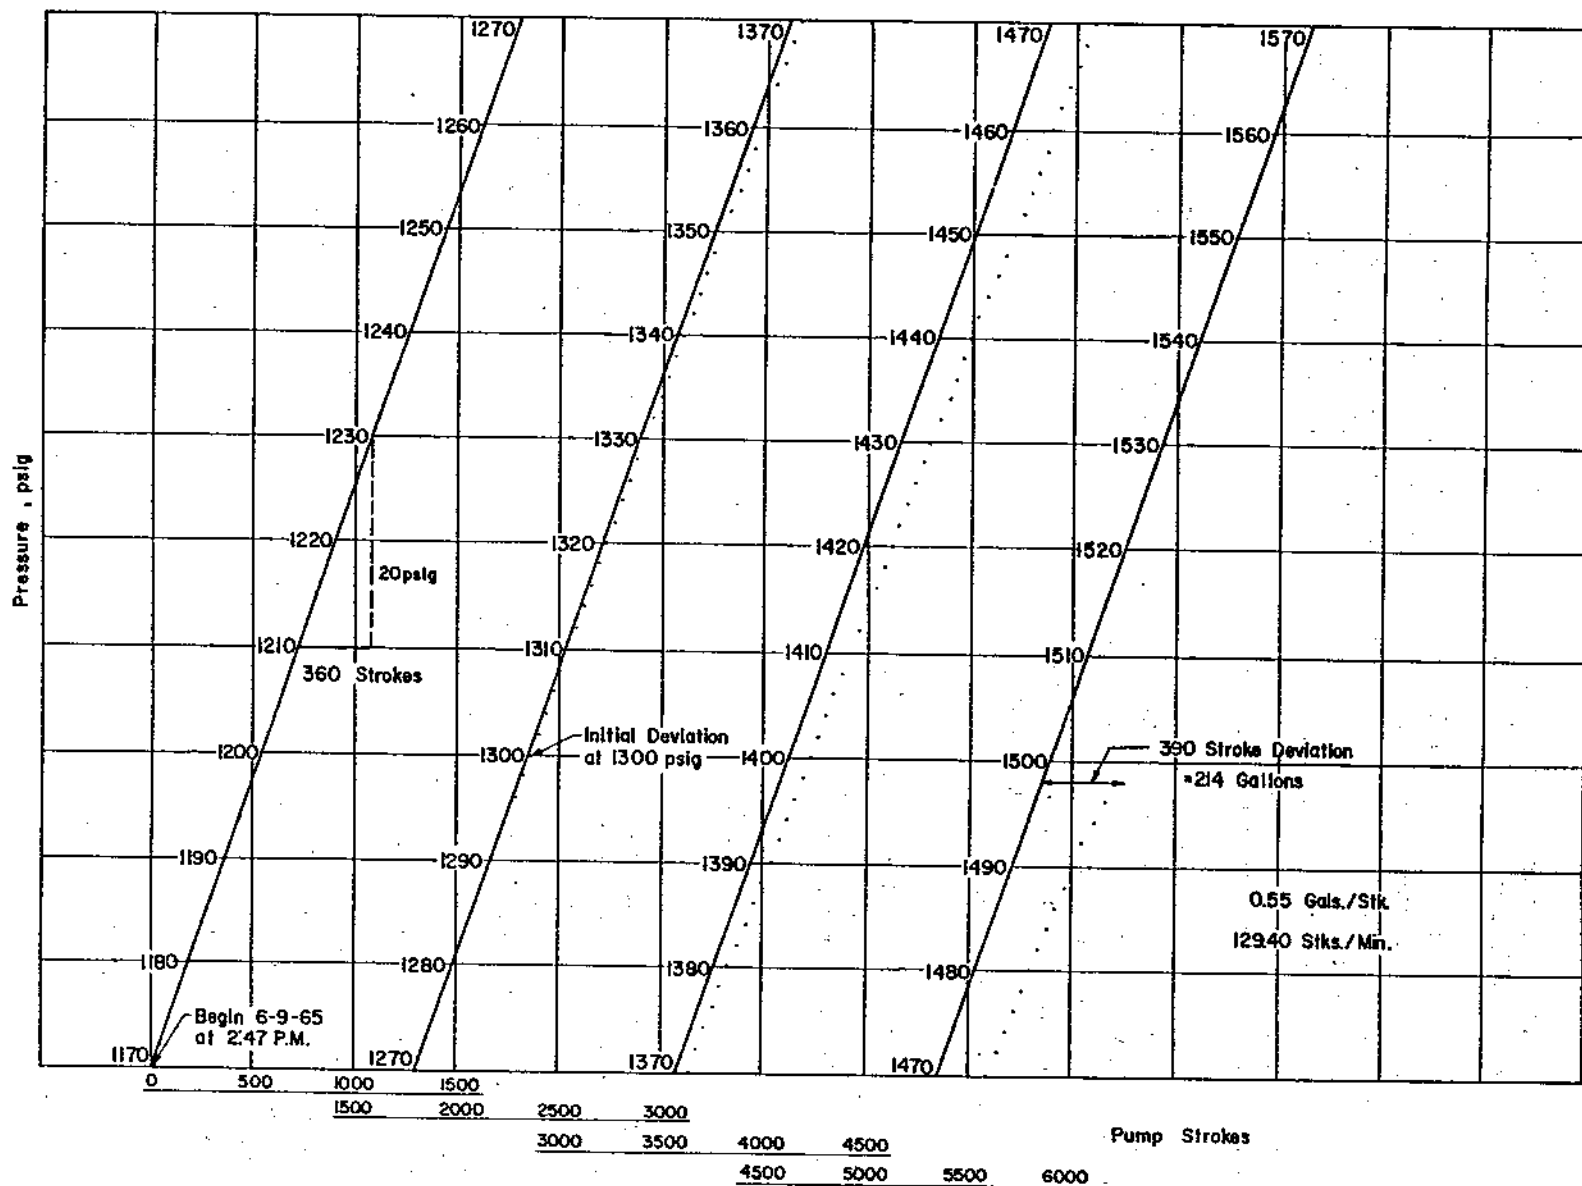 1270 1370 1470 1570
1260 1360 1460 1560
1250 1350 1450 1550
1240 1340 1440 1540
1230 1330 1430 1530
Pressure, psig
1220 1320 1420 1520
20 psig
1210 1310 1410 1510
360 Strokes
Initial Deviation
at 1300 psig
1200 1300 1400 1500
390 Stroke Deviation
=214 Gallons
1190 1290 1390 1490
0.55 Gals./Stk.
129.40 Stks./Min.
1180 1280 1380 1480
Begin 6-9-65
at 2:47 P.M.
1170 1270 1370 1470
0 500 1000 1500
1500 2000 2500 3000
3000 3500 4000 4500
Pump Strokes
4500 5000 5500 6000